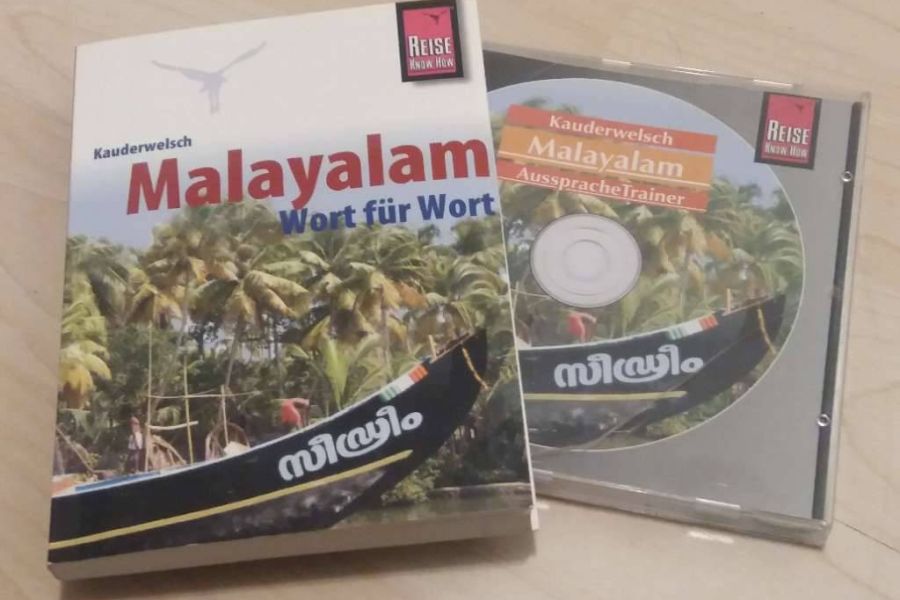 REISE
KNOW HOW
Kauderwelsch
Malayalam
Wort für Wort
സീഡ്രീം
REISE
KNOW HOW
Kauderwelsch
Malayalam
AusspracheTrainer
സീഡ്രീം